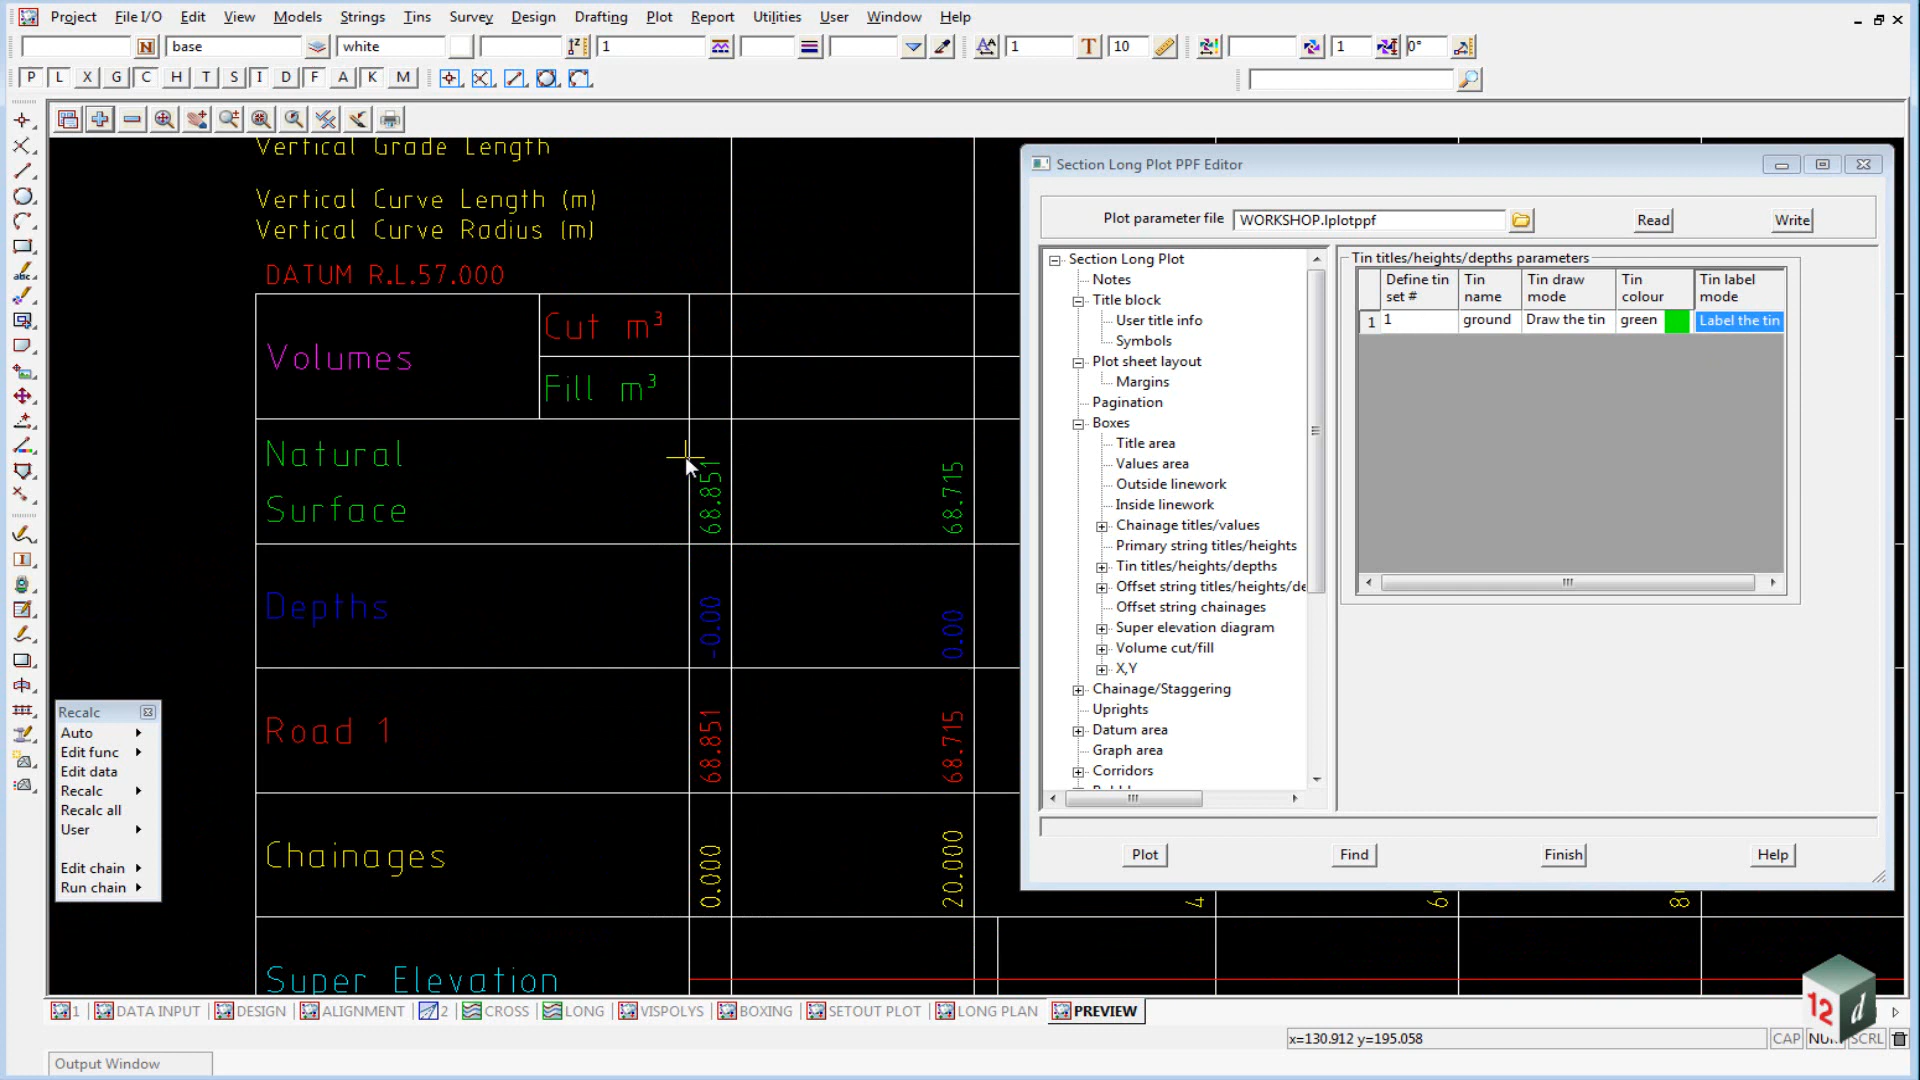 Project File I/O Edit View Models Strings Tins Survey Design Drafting Plot Report Utilities User Window Help
N base white 1 T 10 1 0°
P L X G C H T S I D F A K M
Vertical Grade Length
Vertical Curve Length (m)
Vertical Curve Radius (m)
DATUM R.L.57.000
Volumes
Cut m³
Fill m³
Natural
Surface
68.851 68.715
Depths
-0.00 0.00
Road 1
68.851 68.715
Chainages
0.000 20.000
Super Elevation
Recalc
Auto
Edit func
Edit data
Recalc
Recalc all
User
Edit chain
Run chain
Section Long Plot PPF Editor
Plot parameter file WORKSHOP.lplotppf Read Write
Section Long Plot
Notes
Title block
User title info
Symbols
Plot sheet layout
Margins
Pagination
Boxes
Title area
Values area
Outside linework
Inside linework
Chainage titles/values
Primary string titles/heights
Tin titles/heights/depths
Offset string titles/heights/de
Offset string chainages
Super elevation diagram
Volume cut/fill
X,Y
Chainage/Staggering
Uprights
Datum area
Graph area
Corridors
Tin titles/heights/depths parameters
Define tin set # Tin name Tin draw mode Tin colour Tin label mode
1 1 ground Draw the tin green Label the tin
Plot Find Finish Help
1 DATA INPUT DESIGN ALIGNMENT 2 CROSS LONG VISPOLYS BOXING SETOUT PLOT LONG PLAN PREVIEW
12d
x=130.912 y=195.058 CAP NUM SCRL
Output Window